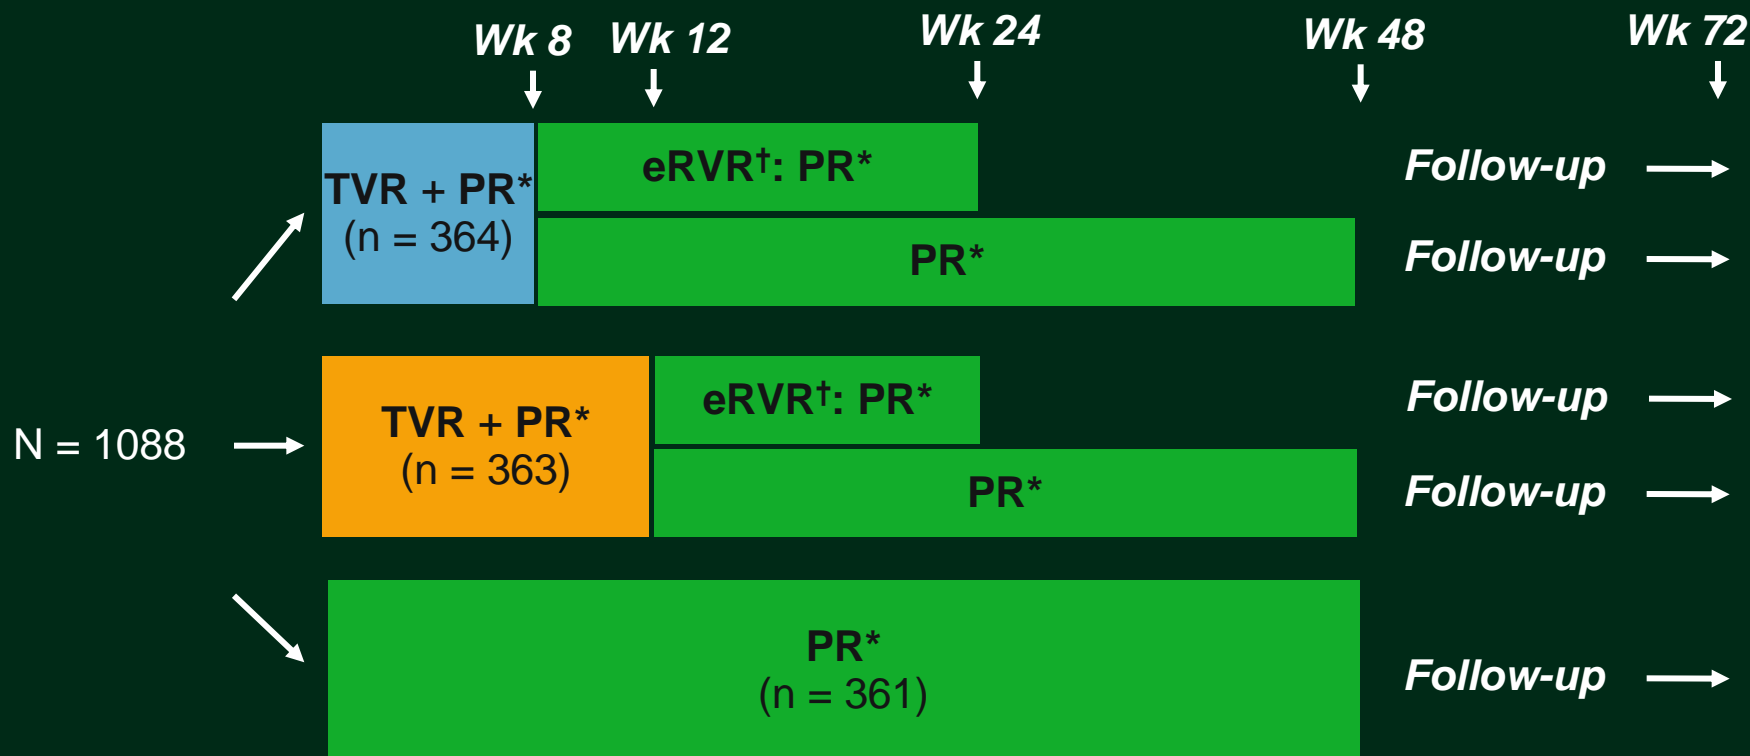 Wk 8
Wk 12
Wk 24
Wk 48
Wk 72
TVR + PR*
(n = 364)
eRVR†: PR*
Follow-up
PR*
Follow-up
N = 1088
TVR + PR*
(n = 363)
eRVR†: PR*
Follow-up
PR*
Follow-up
PR*
(n = 361)
Follow-up